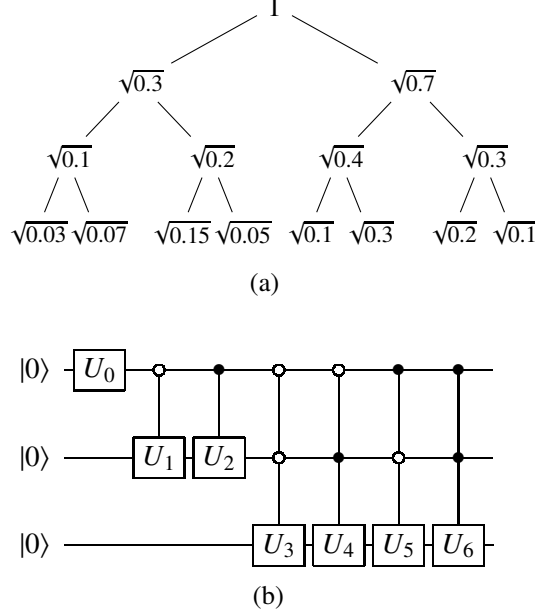 1
√0.3 √0.7
√0.1 √0.2 √0.4 √0.3
√0.03 √0.07 √0.15 √0.05 √0.1 √0.3 √0.2 √0.1
(a)
|0⟩ U₀
|0⟩ U₁ U₂
|0⟩ U₃ U₄ U₅ U₆
(b)